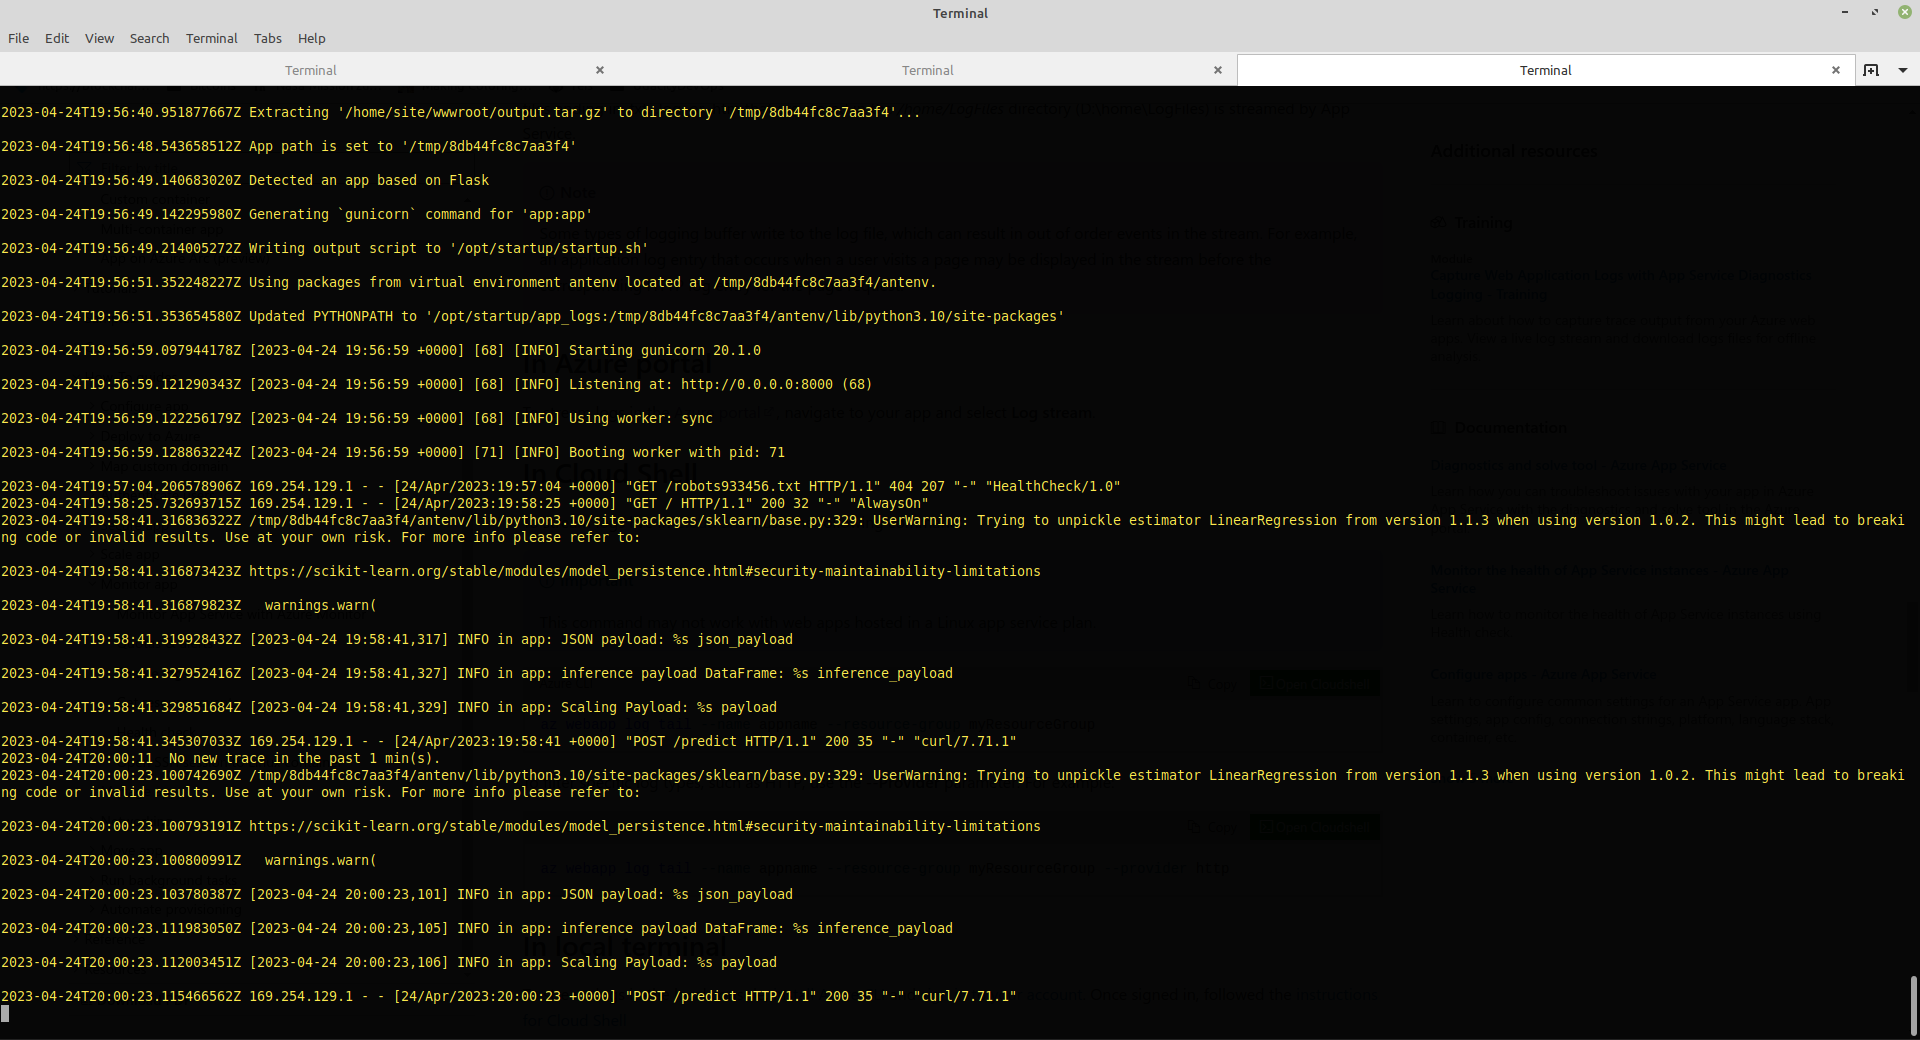 Terminal
File Edit View Search Terminal Tabs Help
Terminal Terminal Terminal
2023-04-24T19:56:40.951877667Z Extracting '/home/site/wwwroot/output.tar.gz' to directory '/tmp/8db44fc8c7aa3f4'...
2023-04-24T19:56:48.543658512Z App path is set to '/tmp/8db44fc8c7aa3f4'
Additional resources
2023-04-24T19:56:49.140683020Z Detected an app based on Flask
Note
2023-04-24T19:56:49.142295980Z Generating `gunicorn` command for 'app:app'
Training
2023-04-24T19:56:49.214005272Z Writing output script to '/opt/startup/startup.sh'
2023-04-24T19:56:51.352248227Z Using packages from virtual environment antenv located at /tmp/8db44fc8c7aa3f4/antenv.
2023-04-24T19:56:51.353654580Z Updated PYTHONPATH to '/opt/startup/app_logs:/tmp/8db44fc8c7aa3f4/antenv/lib/python3.10/site-packages'
2023-04-24T19:56:59.097944178Z [2023-04-24 19:56:59 +0000] [68] [INFO] Starting gunicorn 20.1.0
In Azure portal
2023-04-24T19:56:59.121290343Z [2023-04-24 19:56:59 +0000] [68] [INFO] Listening at: http://0.0.0.0:8000 (68)
2023-04-24T19:56:59.122256179Z [2023-04-24 19:56:59 +0000] [68] [INFO] Using worker: sync
navigate to your app and select Log stream.
Documentation
2023-04-24T19:56:59.128863224Z [2023-04-24 19:56:59 +0000] [71] [INFO] Booting worker with pid: 71
In Cloud Shell
2023-04-24T19:57:04.206578906Z 169.254.129.1 - - [24/Apr/2023:19:57:04 +0000] "GET /robots933456.txt HTTP/1.1" 404 207 "-" "HealthCheck/1.0"
2023-04-24T19:58:25.732693715Z 169.254.129.1 - - [24/Apr/2023:19:58:25 +0000] "GET / HTTP/1.1" 200 32 "-" "AlwaysOn"
2023-04-24T19:58:41.316836322Z /tmp/8db44fc8c7aa3f4/antenv/lib/python3.10/site-packages/sklearn/base.py:329: UserWarning: Trying to unpickle estimator LinearRegression from version 1.1.3 when using version 1.0.2. This might lead to breaki
ng code or invalid results. Use at your own risk. For more info please refer to:
2023-04-24T19:58:41.316873423Z https://scikit-learn.org/stable/modules/model_persistence.html#security-maintainability-limitations
2023-04-24T19:58:41.316879823Z   warnings.warn(
2023-04-24T19:58:41.319928432Z [2023-04-24 19:58:41,317] INFO in app: JSON payload: %s json_payload
2023-04-24T19:58:41.327952416Z [2023-04-24 19:58:41,327] INFO in app: inference payload DataFrame: %s inference_payload
2023-04-24T19:58:41.329851684Z [2023-04-24 19:58:41,329] INFO in app: Scaling Payload: %s payload
2023-04-24T19:58:41.345307033Z 169.254.129.1 - - [24/Apr/2023:19:58:41 +0000] "POST /predict HTTP/1.1" 200 35 "-" "curl/7.71.1"
2023-04-24T20:00:11  No new trace in the past 1 min(s).
2023-04-24T20:00:23.100742690Z /tmp/8db44fc8c7aa3f4/antenv/lib/python3.10/site-packages/sklearn/base.py:329: UserWarning: Trying to unpickle estimator LinearRegression from version 1.1.3 when using version 1.0.2. This might lead to breaki
ng code or invalid results. Use at your own risk. For more info please refer to:
2023-04-24T20:00:23.100793191Z https://scikit-learn.org/stable/modules/model_persistence.html#security-maintainability-limitations
2023-04-24T20:00:23.100800991Z   warnings.warn(
2023-04-24T20:00:23.103780387Z [2023-04-24 20:00:23,101] INFO in app: JSON payload: %s json_payload
2023-04-24T20:00:23.111983050Z [2023-04-24 20:00:23,105] INFO in app: inference payload DataFrame: %s inference_payload
In local terminal
2023-04-24T20:00:23.112003451Z [2023-04-24 20:00:23,106] INFO in app: Scaling Payload: %s payload
2023-04-24T20:00:23.115466562Z 169.254.129.1 - - [24/Apr/2023:20:00:23 +0000] "POST /predict HTTP/1.1" 200 35 "-" "curl/7.71.1"